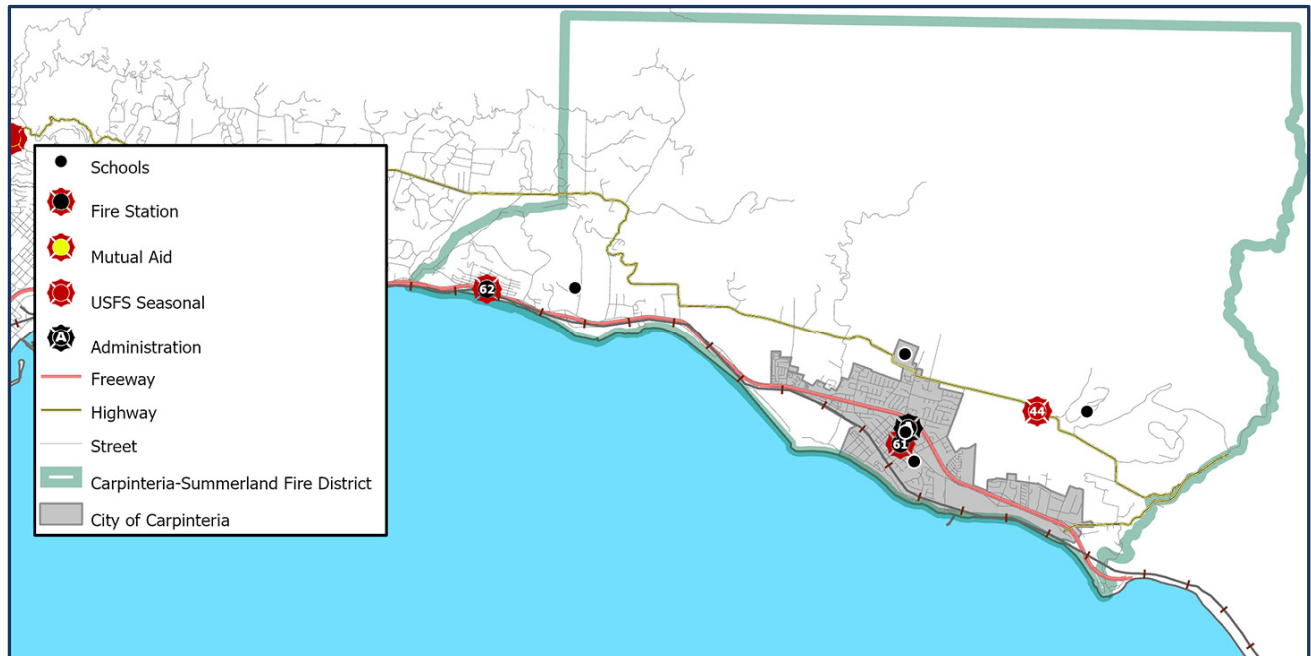 Schools
Fire Station
Mutual Aid
USFS Seasonal
A
Administration
Freeway
Highway
Street
Carpinteria-Summerland Fire District
City of Carpinteria
62
44
A
61